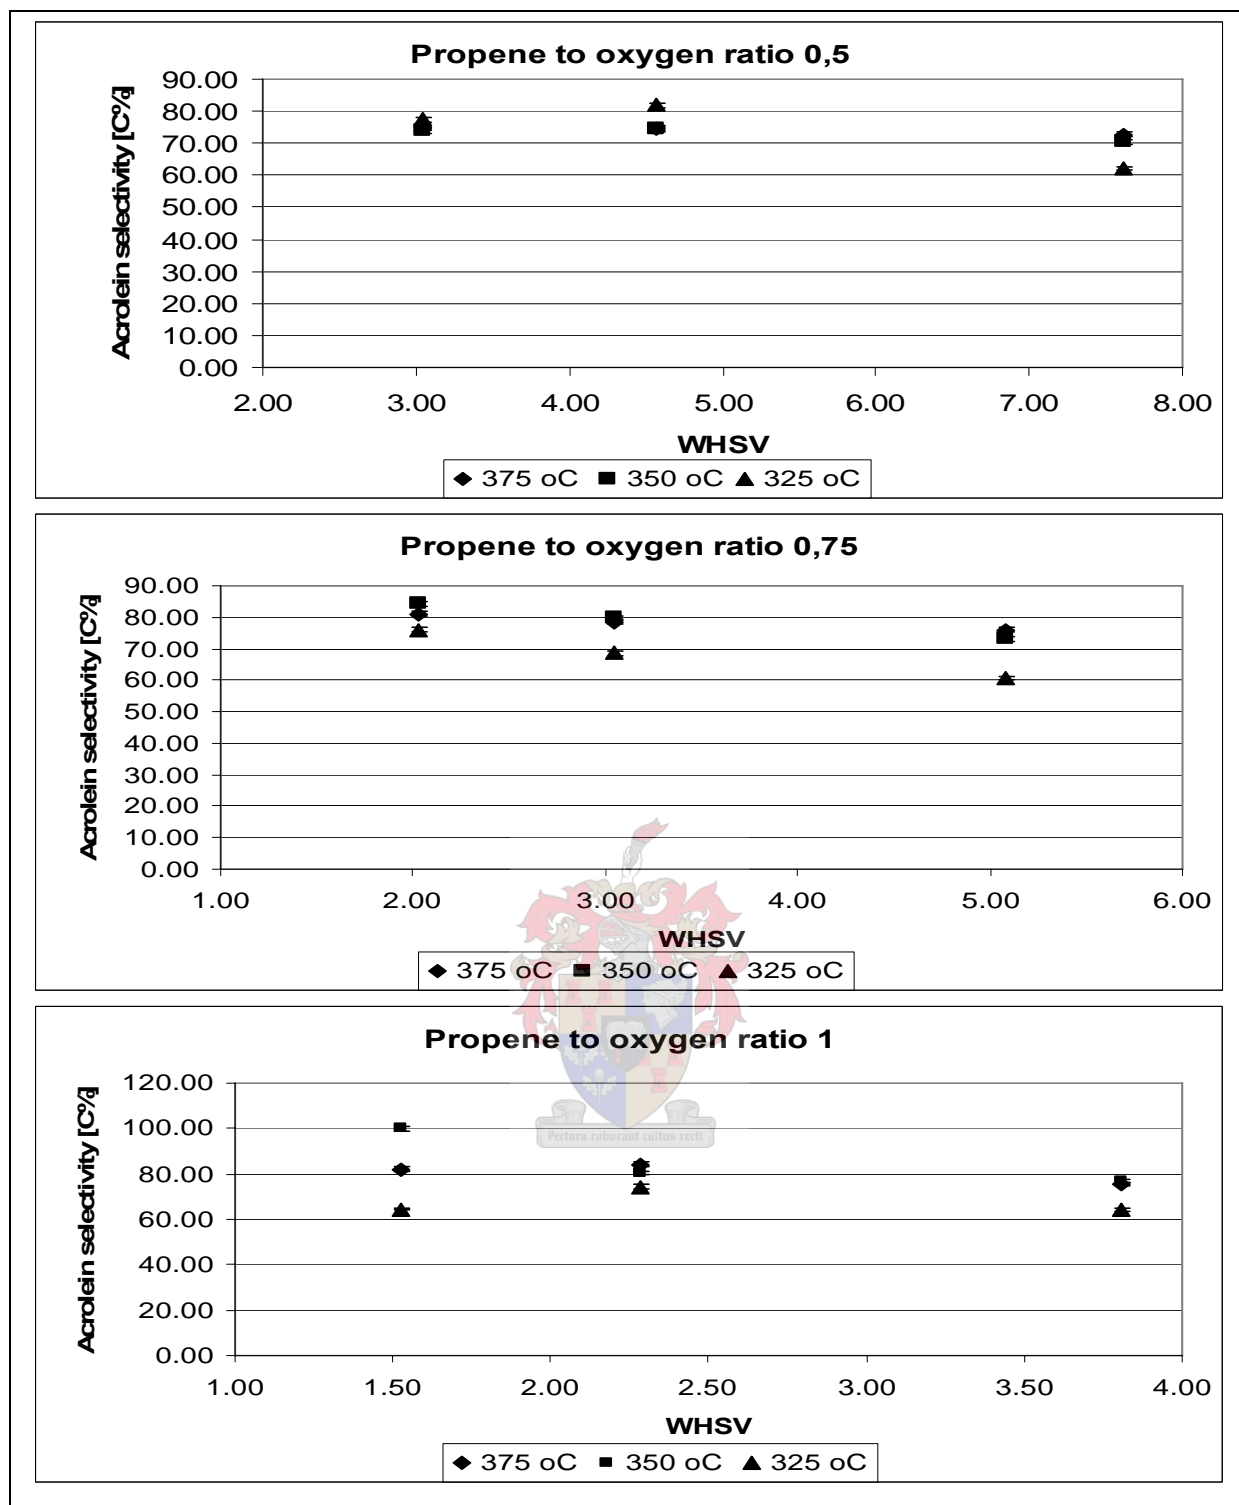 Propene to oxygen ratio 0,5
Acrolein selectivity [C%]
90.00
80.00
70.00
60.00
50.00
40.00
30.00
20.00
10.00
0.00
2.00 3.00 4.00 5.00 6.00 7.00 8.00
WHSV
375 oC 350 oC 325 oC
Propene to oxygen ratio 0,75
Acrolein selectivity [C%]
90.00
80.00
70.00
60.00
50.00
40.00
30.00
20.00
10.00
0.00
1.00 2.00 3.00 4.00 5.00 6.00
WHSV
375 oC 350 oC 325 oC
Propene to oxygen ratio 1
Pectora roborant cultus recti
Acrolein selectivity [C%]
120.00
100.00
80.00
60.00
40.00
20.00
0.00
1.00 1.50 2.00 2.50 3.00 3.50 4.00
WHSV
375 oC 350 oC 325 oC